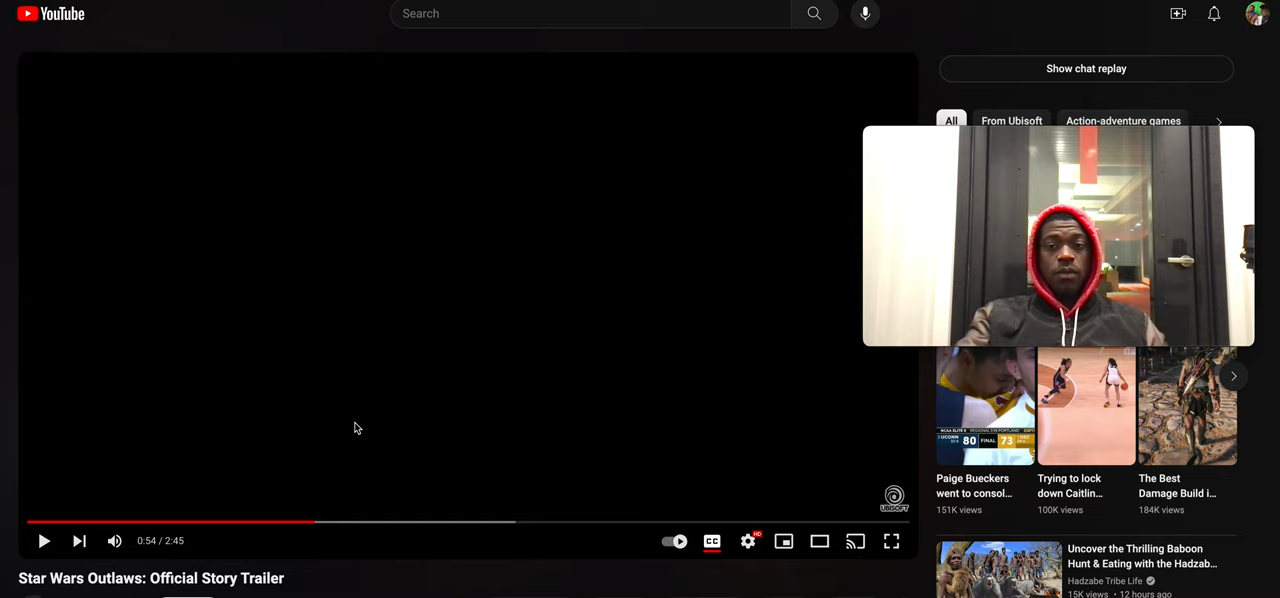 YouTube
Search
Show chat replay
All
From Ubisoft
Action-adventure games
80 FINAL 73
UBISOFT
Paige Bueckers
went to consol...
151K views
Trying to lock
down Caitlin...
100K views
The Best
Damage Build i...
184K views
CC
HD
0:54 / 2:45
Star Wars Outlaws: Official Story Trailer
Uncover the Thrilling Baboon
Hunt & Eating with the Hadzab...
Hadzabe Tribe Life
15K views • 12 hours ago